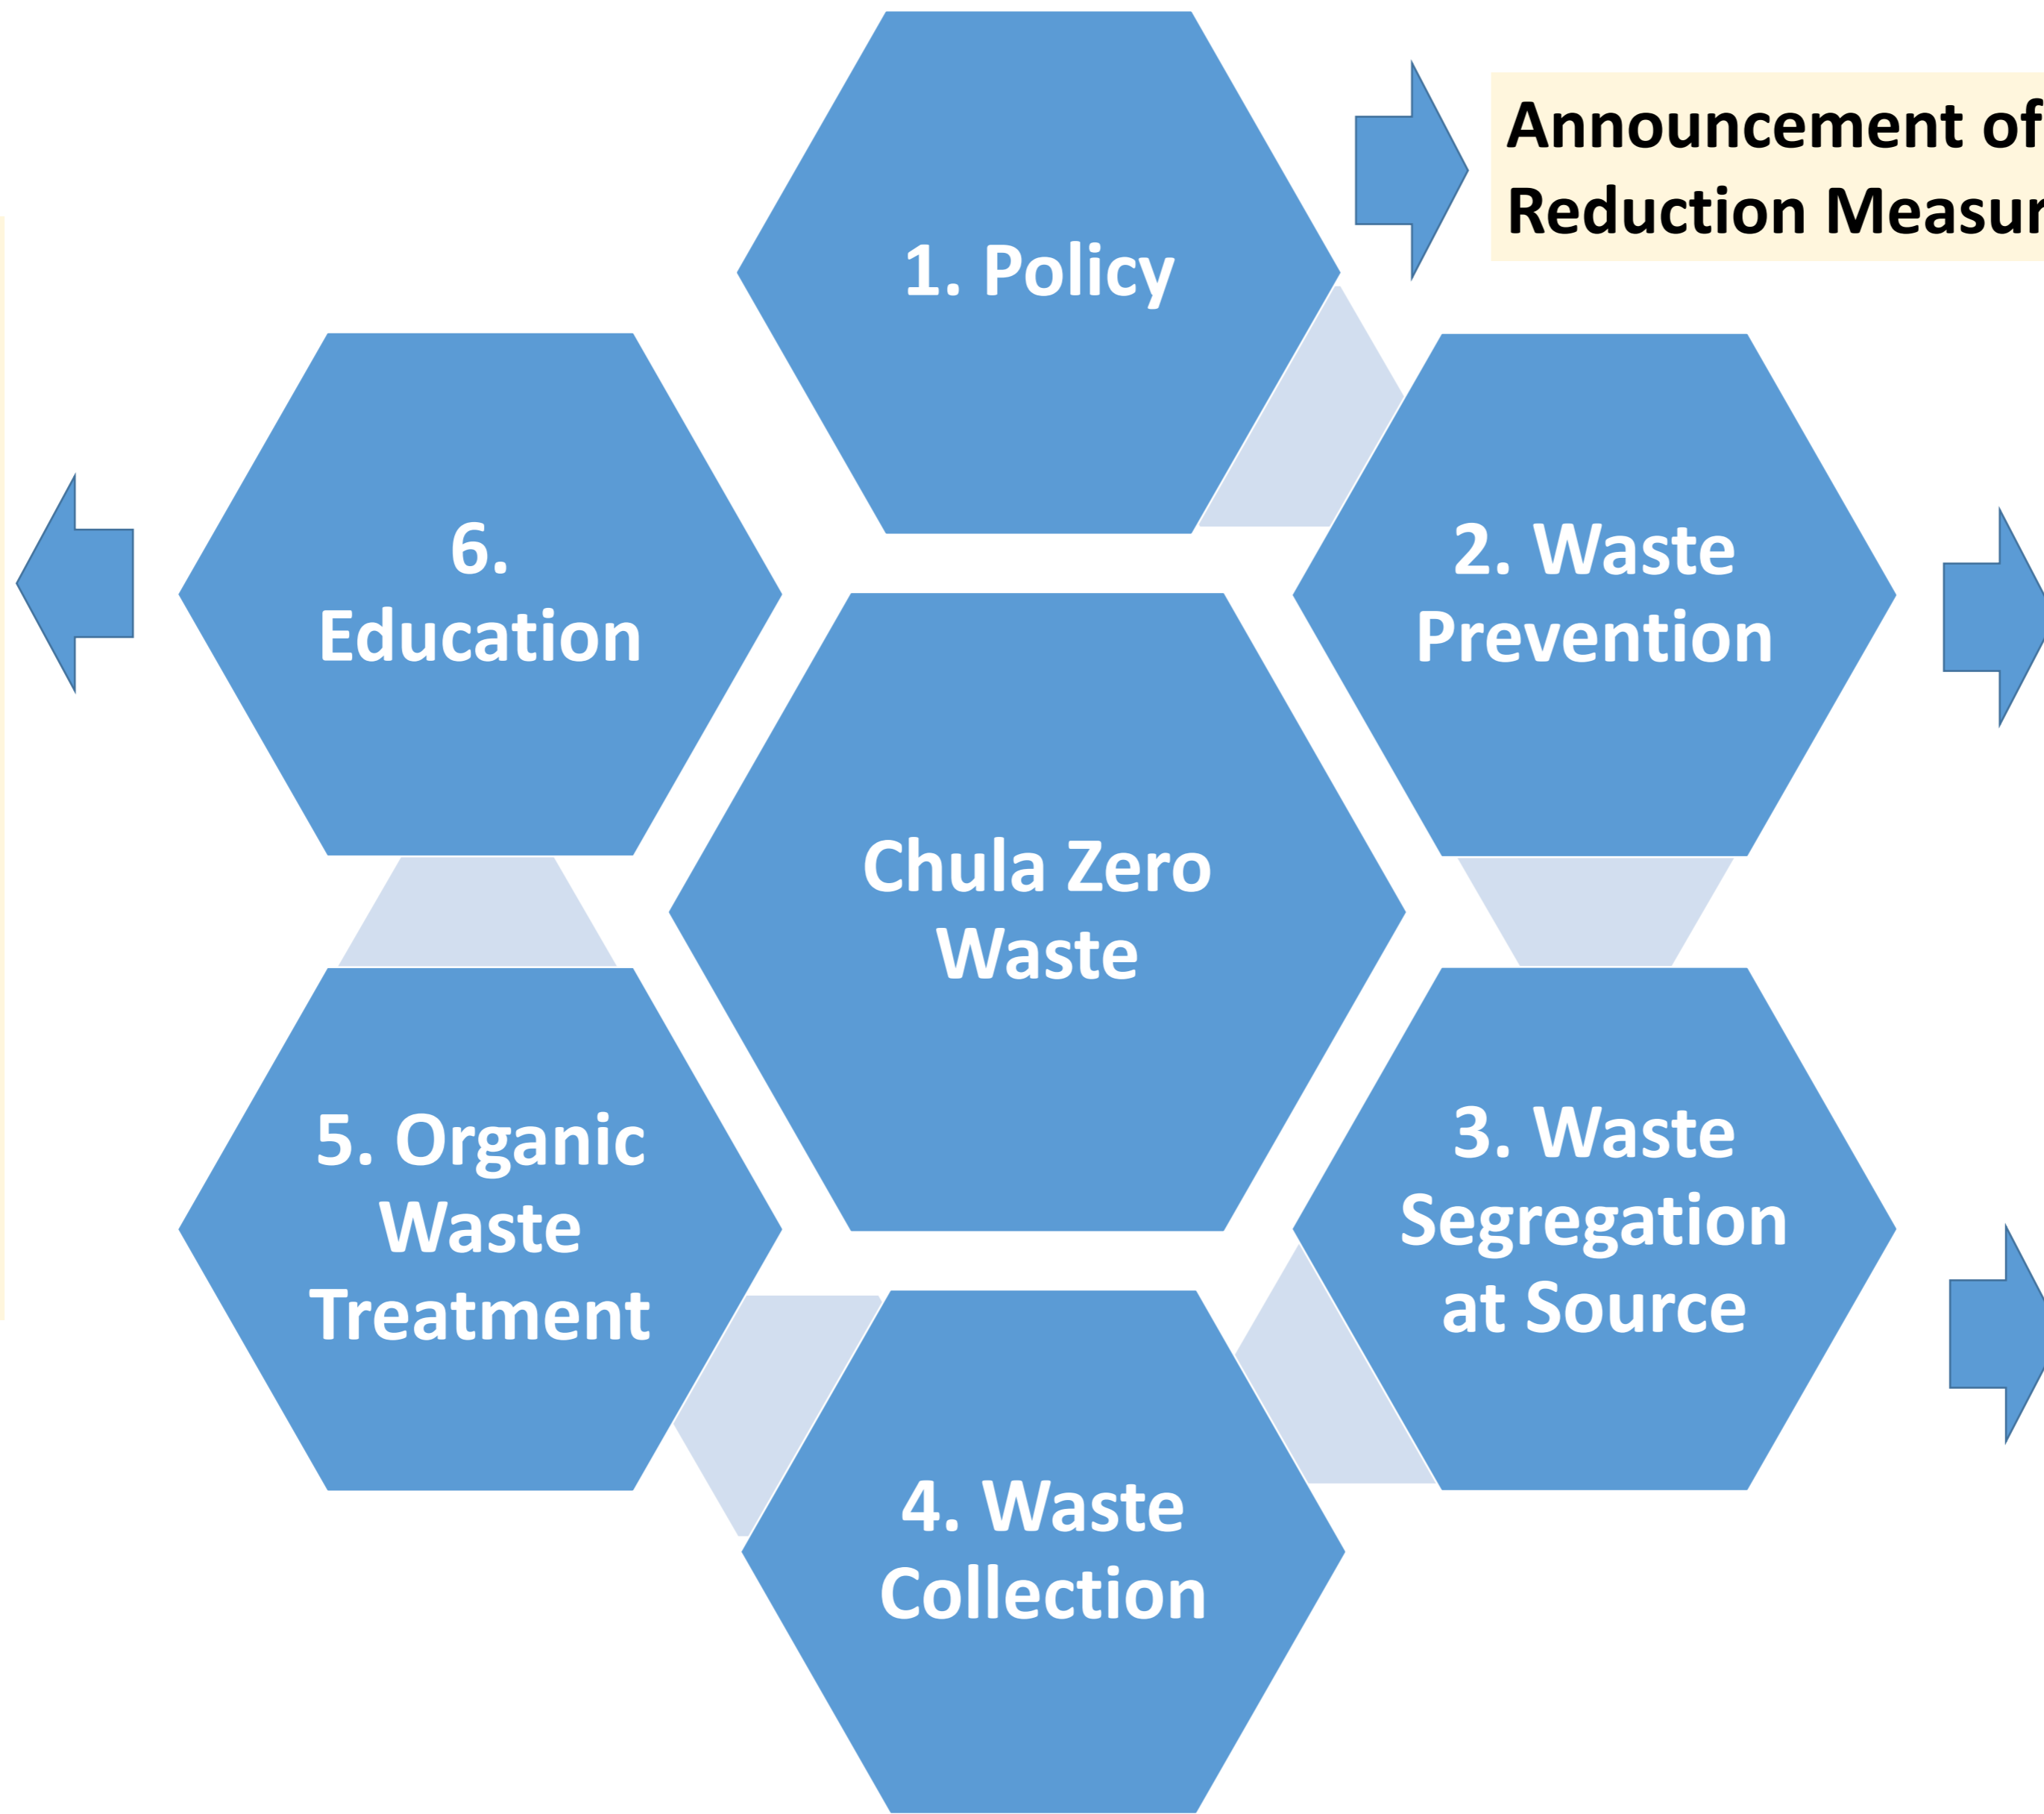 1. Policy
Announcement of
Reduction
2. Waste
Prevention
3. Waste
Segregation
at Source
4. Waste
Collection
5. Organic
Waste
Treatment
6.
Education
Chula Zero
Waste